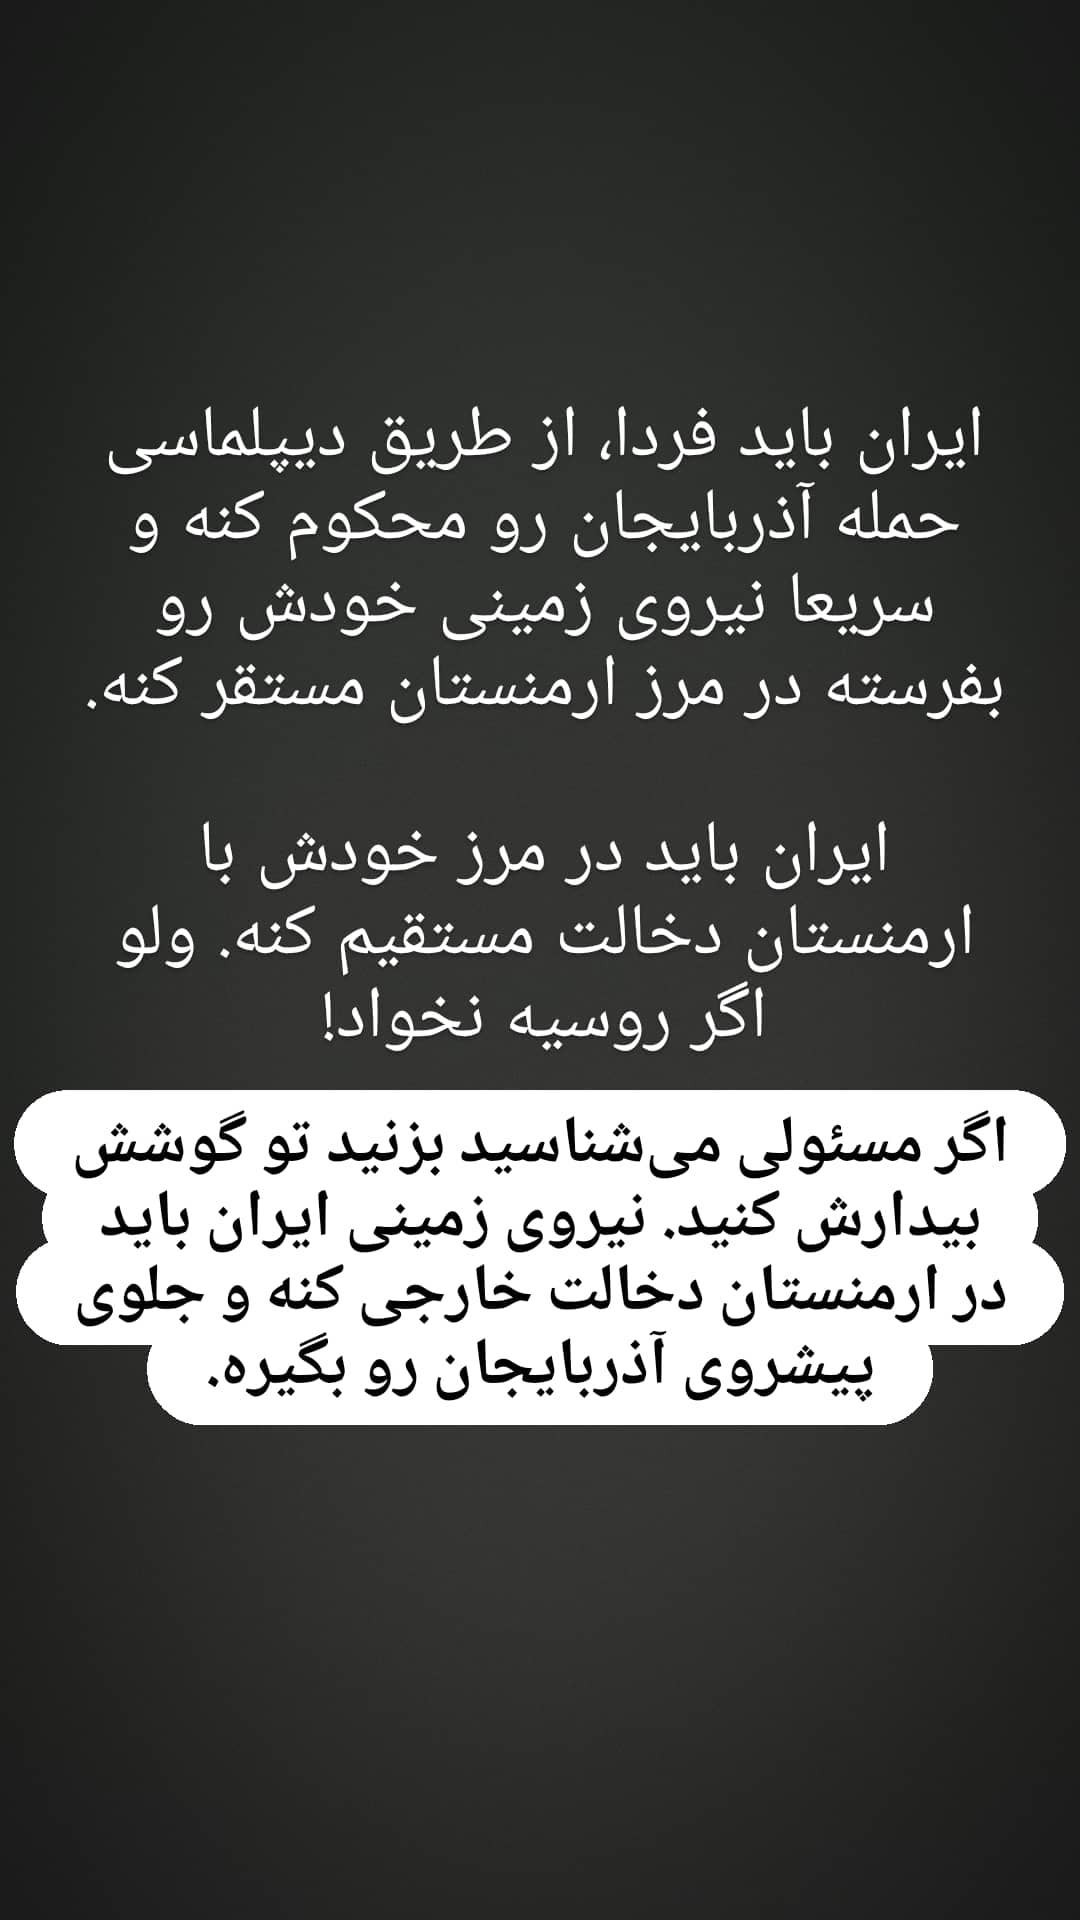 ایران باید فردا، از طریق دیپلماسی
حمله آذربایجان رو محکوم کنه و
سریعا نیروی زمینی خودش رو
بفرسته در مرز ارمنستان مستقر کنه.
ایران باید در مرز خودش با
ارمنستان دخالت مستقیم کنه. ولو
اگر روسیه نخواد!
اگر مسئولی می‌شناسید بزنید تو گوشش
بیدارش کنید. نیروی زمینی ایران باید
در ارمنستان دخالت خارجی کنه و جلوی
پیشروی آذربایجان رو بگیره.